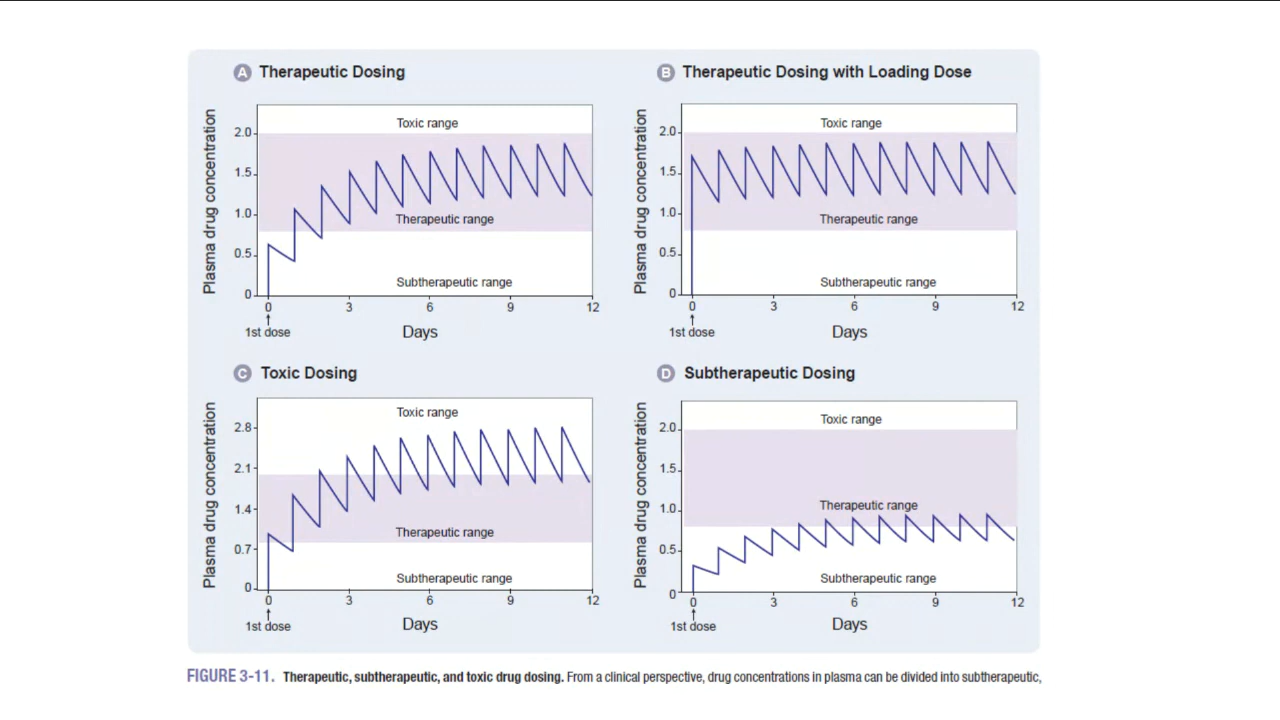 A Therapeutic Dosing
Plasma drug concentration
2.0
1.5
1.0
0.5
0
Toxic range
Therapeutic range
Subtherapeutic range
0 3 6 9 12
1st dose
Days
B Therapeutic Dosing with Loading Dose
Plasma drug concentration
2.0
1.5
1.0
0.5
0
Toxic range
Therapeutic range
Subtherapeutic range
0 3 6 9 12
1st dose
Days
C Toxic Dosing
Plasma drug concentration
2.8
2.1
1.4
0.7
0
Toxic range
Therapeutic range
Subtherapeutic range
0 3 6 9 12
1st dose
Days
D Subtherapeutic Dosing
Plasma drug concentration
2.0
1.5
1.0
0.5
0
Toxic range
Therapeutic range
Subtherapeutic range
0 3 6 9 12
1st dose
Days
FIGURE 3-11. Therapeutic, subtherapeutic, and toxic drug dosing. From a clinical perspective, drug concentrations in plasma can be divided into subtherapeutic,